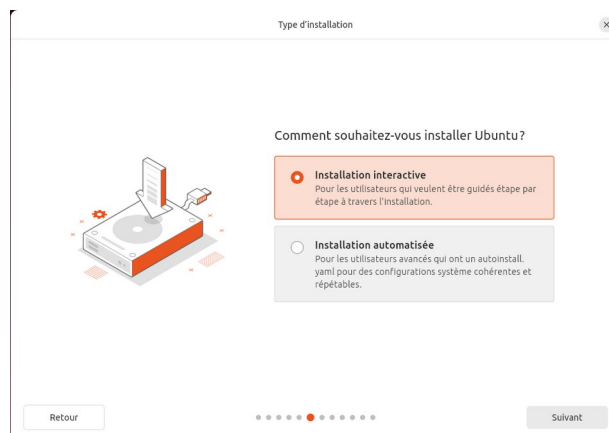 Type d'installation
Comment souhaitez-vous installer Ubuntu?
Installation interactive
Pour les utilisateurs qui veulent être guidés étape par
étape à travers l'installation.
Installation automatisée
Pour les utilisateurs avancés qui ont un autoinstall.
yaml pour des configurations système cohérentes et
répétables.
Retour
Suivant